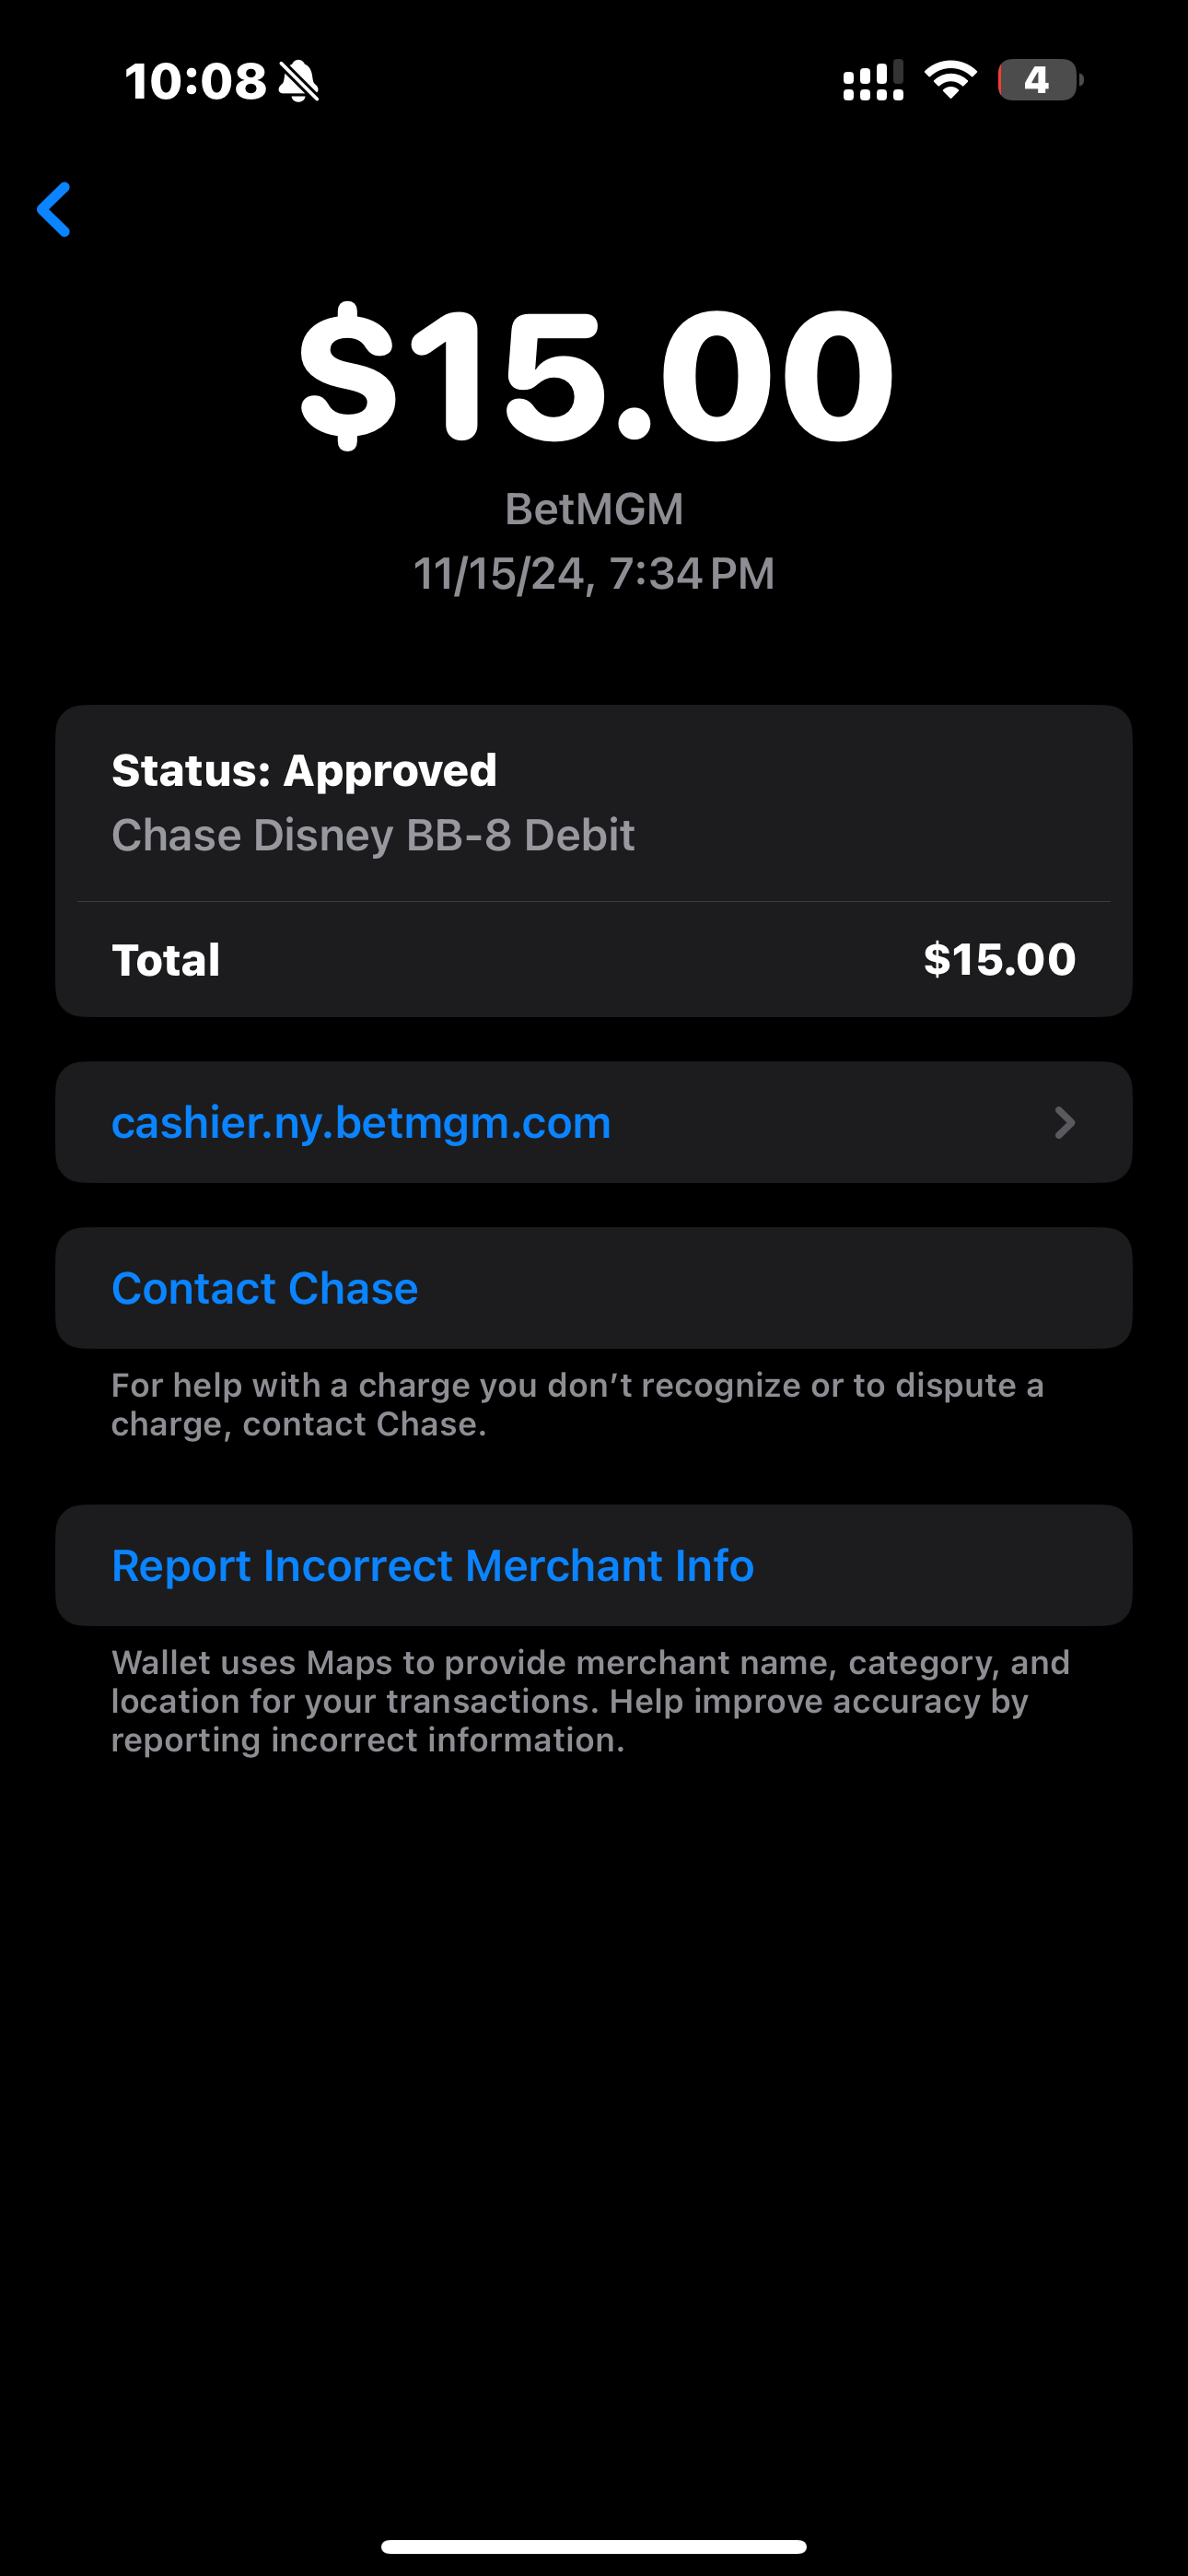 10:08
4
$15.00
BetMGM
11/15/24, 7:34 PM
Status: Approved
Chase Disney BB-8 Debit
Total $15.00
cashier.ny.betmgm.com
Contact Chase
For help with a charge you don’t recognize or to dispute a
charge, contact Chase.
Report Incorrect Merchant Info
Wallet uses Maps to provide merchant name, category, and
location for your transactions. Help improve accuracy by
reporting incorrect information.